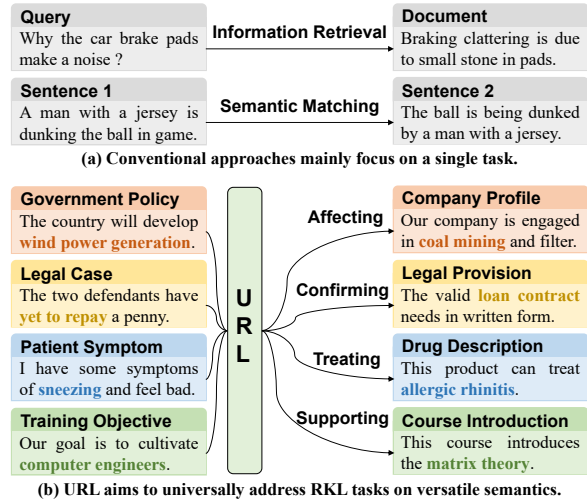 Query
Why the car brake pads
make a noise ?
Information Retrieval
Document
Braking clattering is due
to small stone in pads.
Sentence 1
A man with a jersey is
dunking the ball in game.
Semantic Matching
Sentence 2
The ball is being dunked
by a man with a jersey.
(a) Conventional approaches mainly focus on a single task.
Government Policy
The country will develop
wind power generation.
Legal Case
The two defendants have
yet to repay a penny.
Patient Symptom
I have some symptoms
of sneezing and feel bad.
Training Objective
Our goal is to cultivate
computer engineers.
U
R
L
Affecting
Confirming
Treating
Supporting
Company Profile
Our company is engaged
in coal mining and filter.
Legal Provision
The valid loan contract
needs in written form.
Drug Description
This product can treat
allergic rhinitis.
Course Introduction
This course introduces
the matrix theory.
(b) URL aims to universally address RKL tasks on versatile semantics.